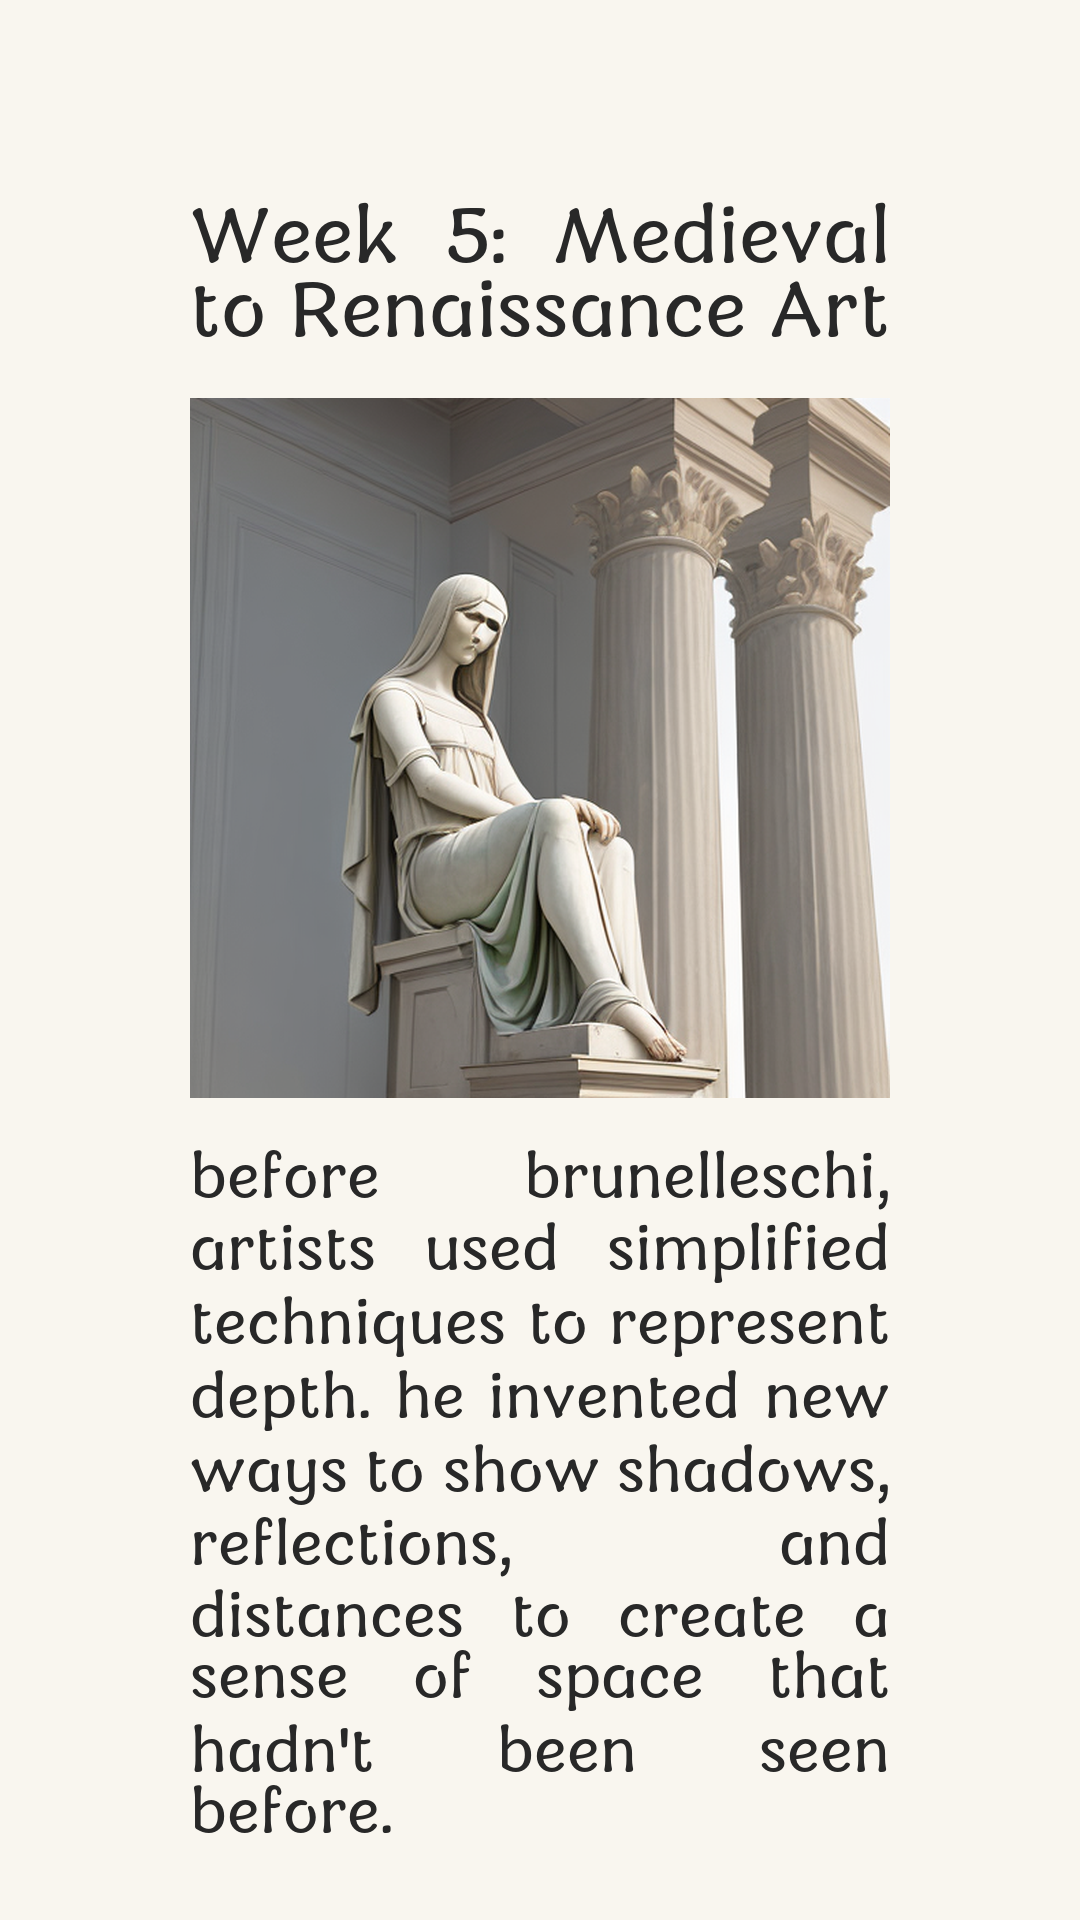 Week 5: Medieval
to Renaissance Art
before brunelleschi,
artists used simplified
techniques to represent
depth. he invented new
ways to show shadows,
reflections, and
distances to create a
sense of space that
hadn't been seen
before.